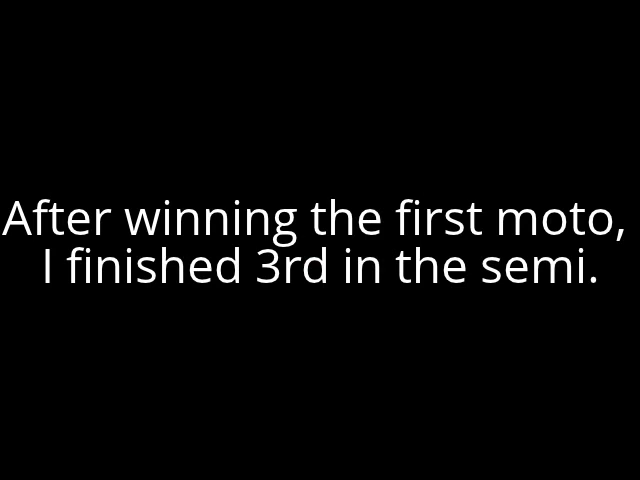 After winning the first moto,
I finished 3rd in the semi.